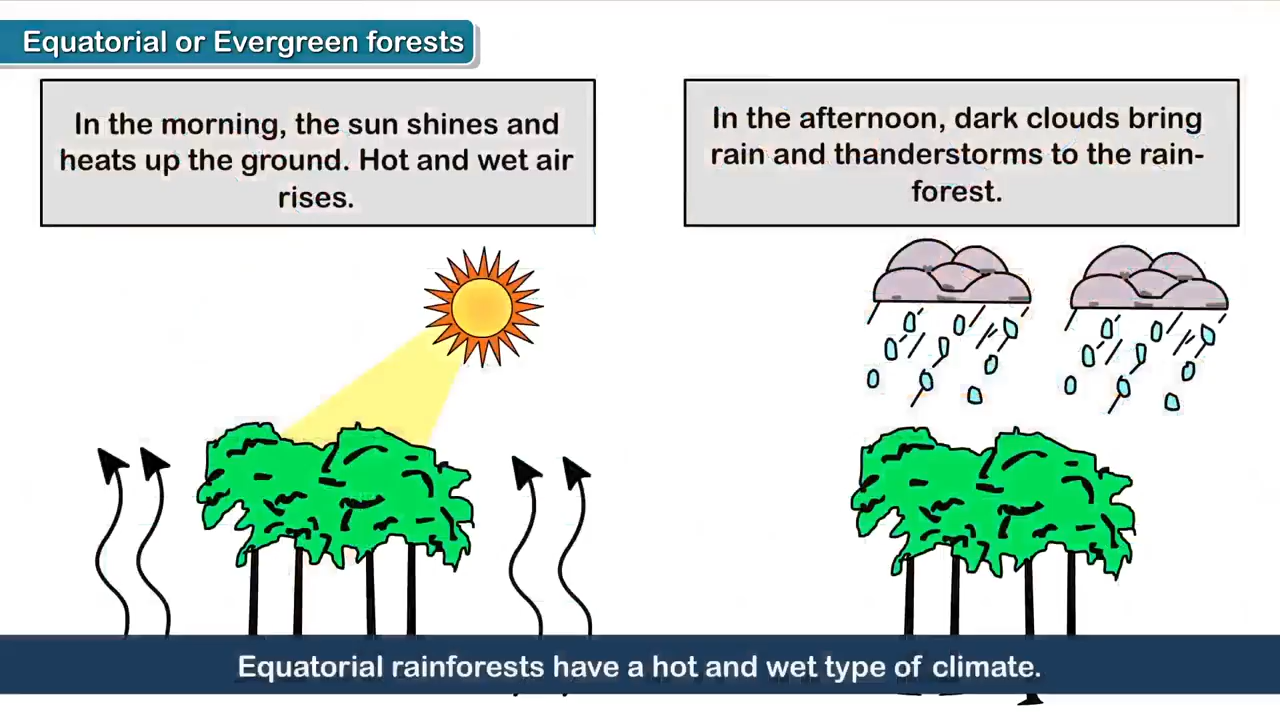 Equatorial or Evergreen forests
In the morning, the sun shines and
heats up the ground. Hot and wet air
rises.
In the afternoon, dark clouds bring
rain and thanderstorms to the rain-
forest.
Equatorial rainforests have a hot and wet type of climate.